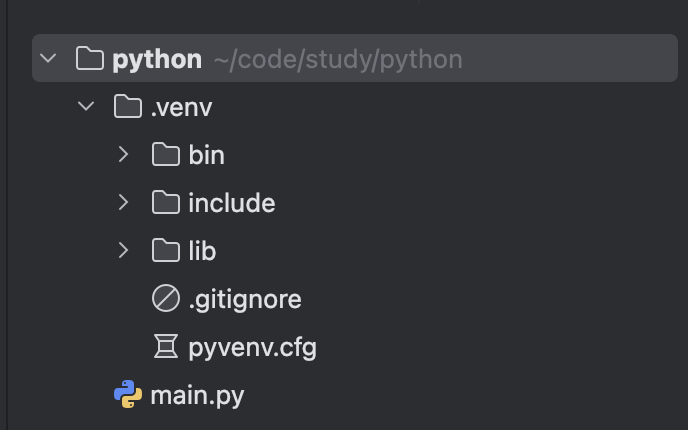 python ~/code/study/python
.venv
bin
include
lib
.gitignore
pyvenv.cfg
main.py